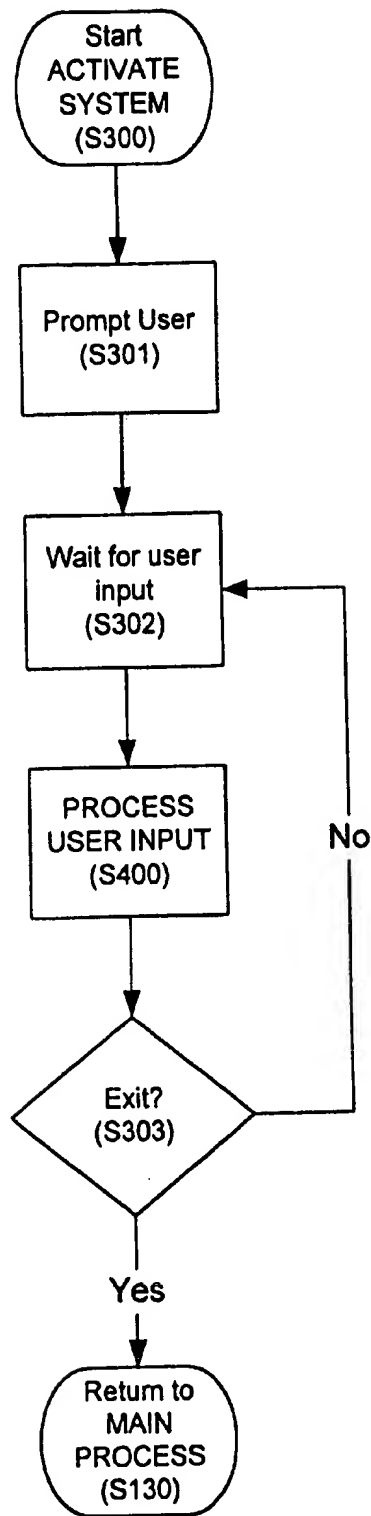 Start
ACTIVATE
SYSTEM
(S300)
Prompt User
(S301)
Wait for user
input
(S302)
PROCESS
USER INPUT
(S400)
No
Exit?
(S303)
Yes
Return to
MAIN
PROCESS
(S130)